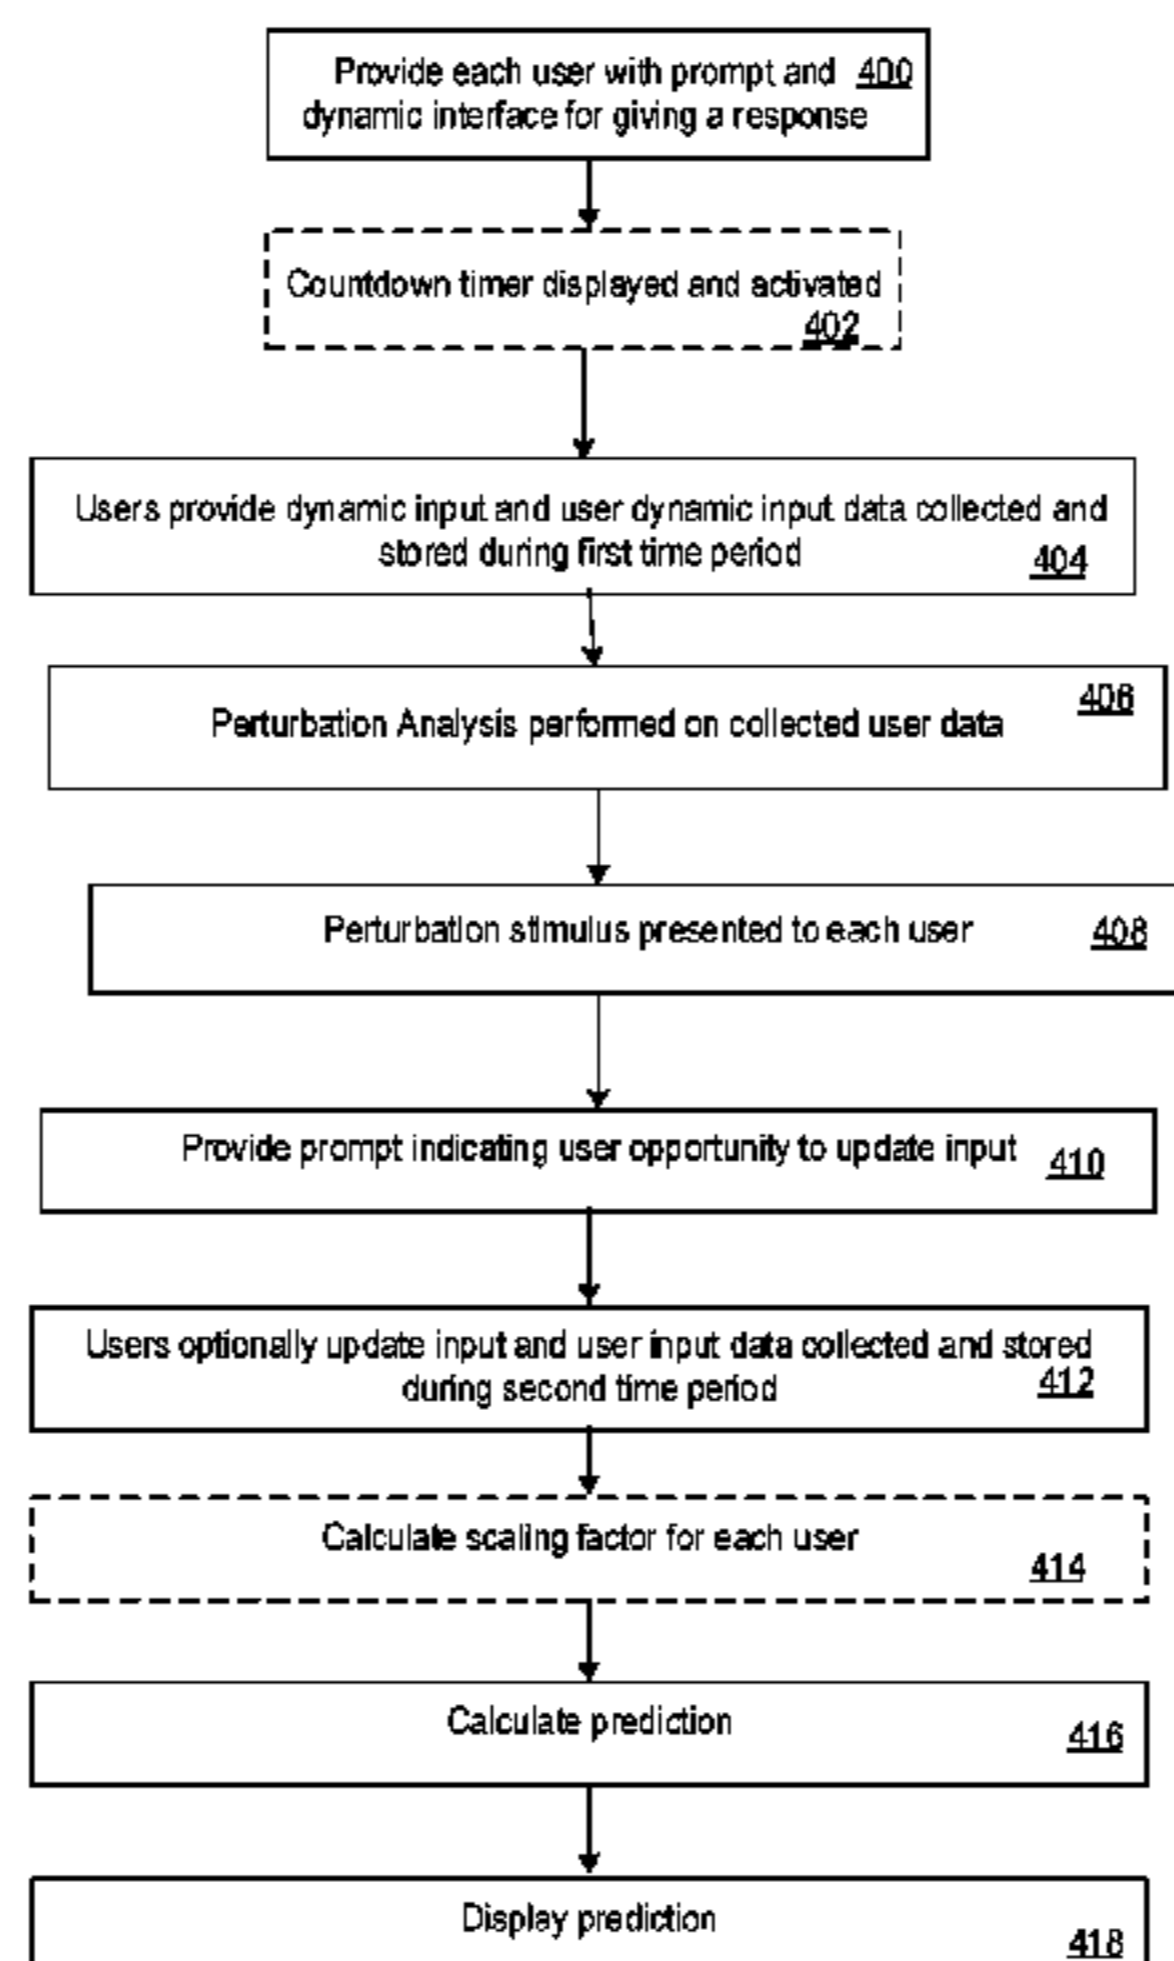 Provide each user with prompt and 400
dynamic interface for giving a response
Countdown timer displayed and activated
402
Users provide dynamic input and user dynamic input data collected and
stored during first time period
404
406
Perturbation Analysis performed on collected user data
Perturbation stimulus presented to each user 408
Provide prompt indicating user opportunity to update input 410
Users optionally update input and user input data collected and stored
during second time period 412
Calculate scaling factor for each user
414
Calculate prediction 416
Display prediction
418